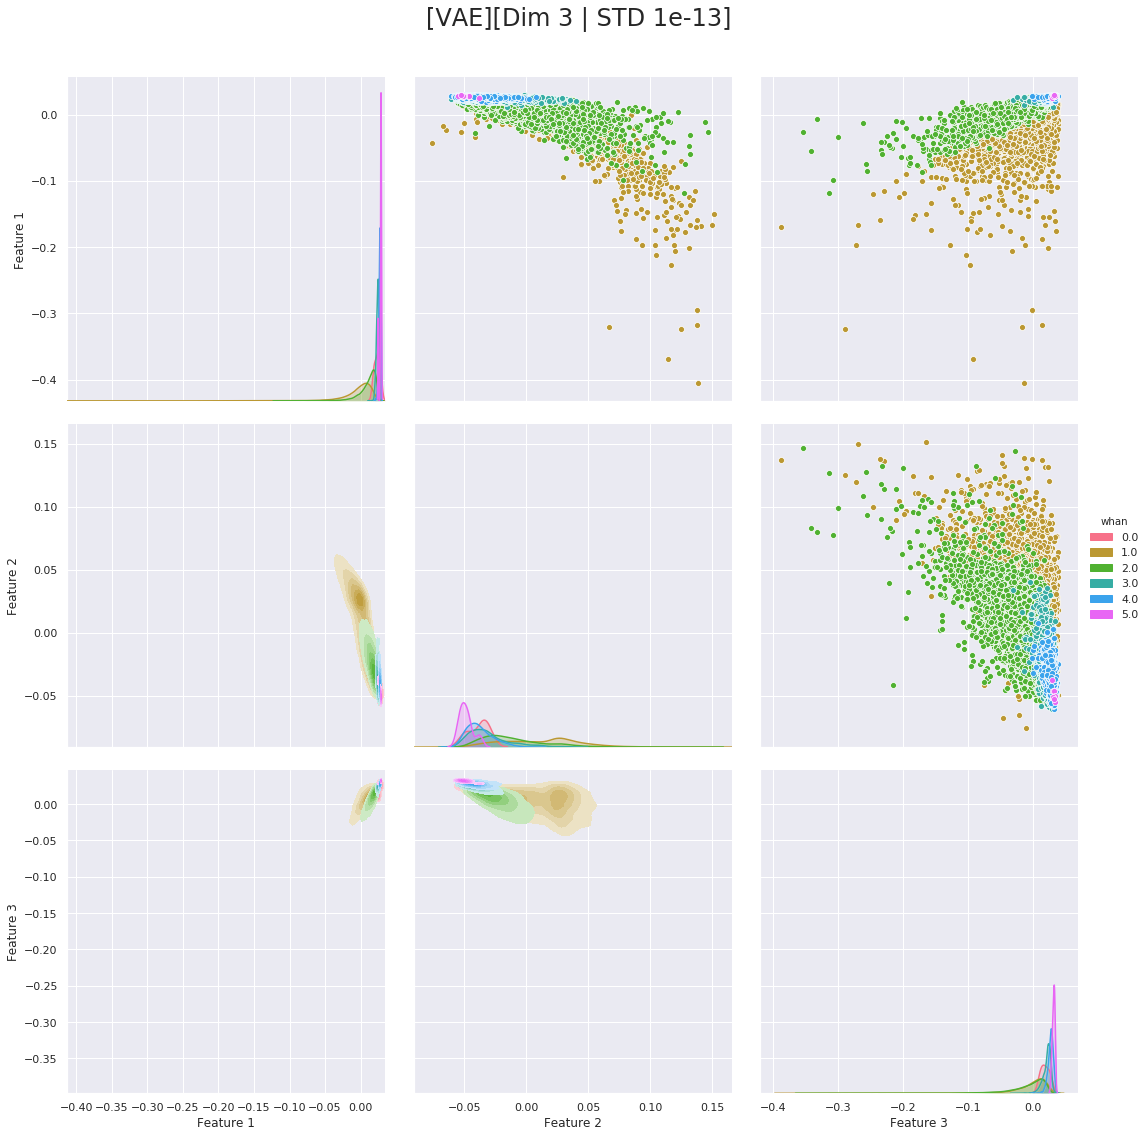 [VAE][Dim 3 | STD 1e-13]
0.0
−0.1
−0.2
−0.3
−0.4
Feature 1
0.15
0.10
0.05
0.00
−0.05
Feature 2
whan
0.0
1.0
2.0
3.0
4.0
5.0
0.00
−0.05
−0.10
−0.15
−0.20
−0.25
−0.30
−0.35
Feature 3
−0.40 −0.35 −0.30 −0.25 −0.20 −0.15 −0.10 −0.05 0.00
Feature 1
−0.05 0.00 0.05 0.10 0.15
Feature 2
−0.4 −0.3 −0.2 −0.1 0.0
Feature 3